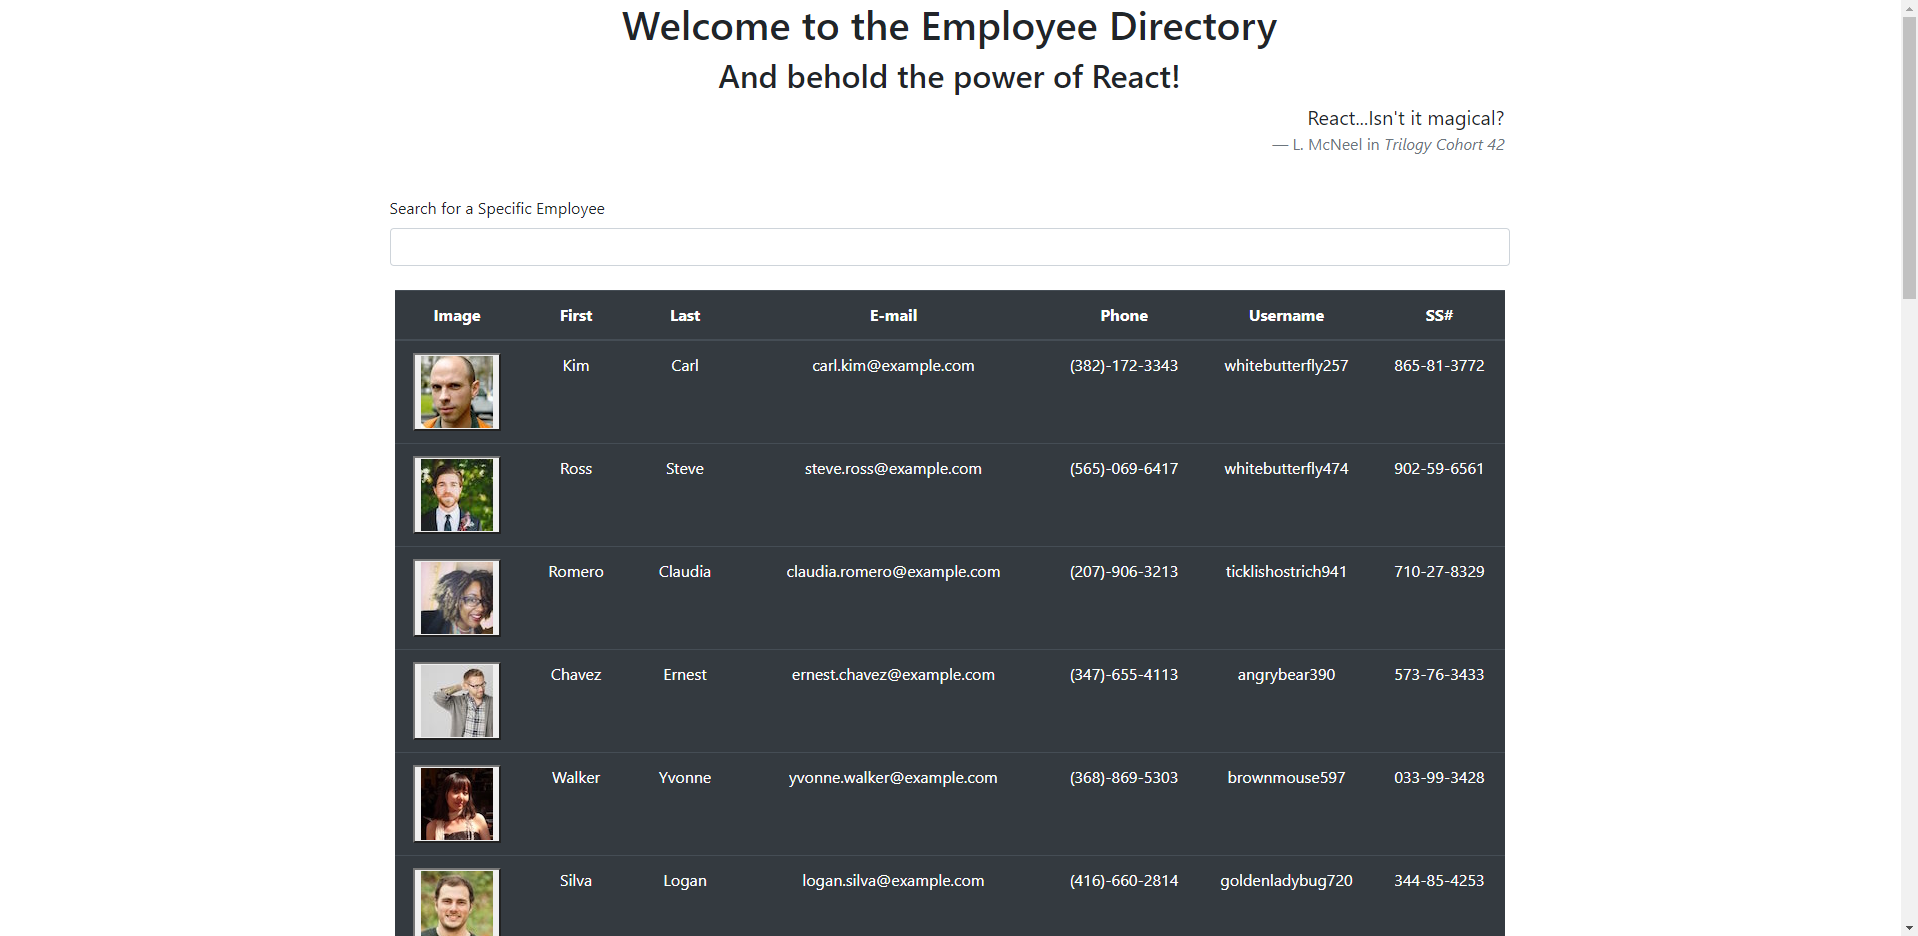 Welcome to the Employee Directory
And behold the power of React!
React...Isn't it magical?
— L. McNeel in Trilogy Cohort 42
Search for a Specific Employee
Image First Last E-mail Phone Username SS#
Kim Carl carl.kim@example.com (382)-172-3343 whitebutterfly257 865-81-3772
Ross Steve steve.ross@example.com (565)-069-6417 whitebutterfly474 902-59-6561
Romero Claudia claudia.romero@example.com (207)-906-3213 ticklishostrich941 710-27-8329
Chavez Ernest ernest.chavez@example.com (347)-655-4113 angrybear390 573-76-3433
Walker Yvonne yvonne.walker@example.com (368)-869-5303 brownmouse597 033-99-3428
Silva Logan logan.silva@example.com (416)-660-2814 goldenladybug720 344-85-4253